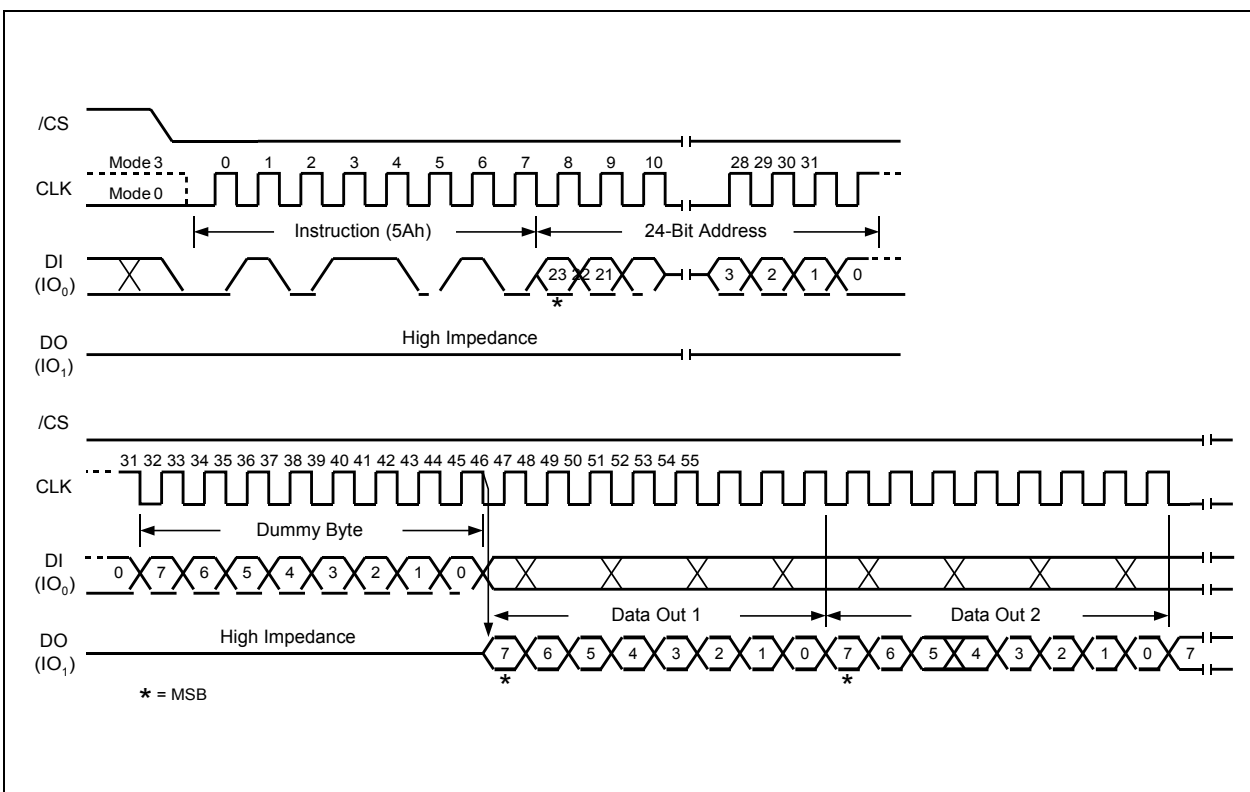 /CS
Mode 3
0 1 2 3 4 5 6 7 8 9 10 28 29 30 31
CLK
Mode 0
Instruction (5Ah) 24-Bit Address
DI
(IO0)
23 22 21 3 2 1 0
*
DO
(IO1)
High Impedance
/CS
31 32 33 34 35 36 37 38 39 40 41 42 43 44 45 46 47 48 49 50 51 52 53 54 55
CLK
Dummy Byte
DI
(IO0)
0 7 6 5 4 3 2 1 0
Data Out 1 Data Out 2
DO
(IO1)
High Impedance
7 6 5 4 3 2 1 0 7 6 5 4 3 2 1 0 7
* *
* = MSB